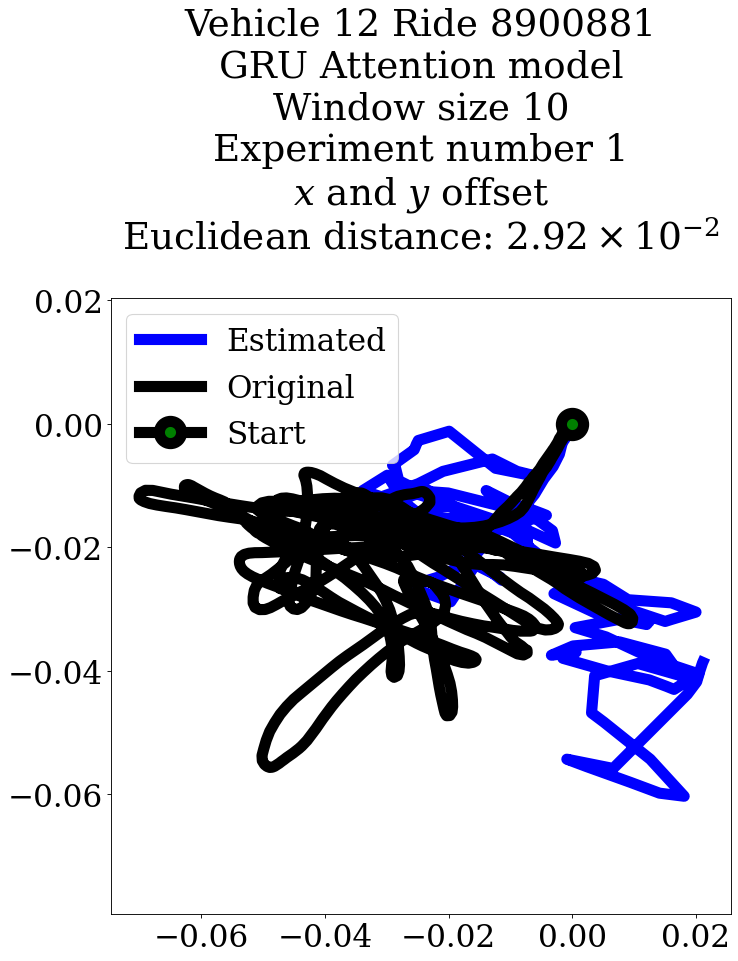 Vehicle 12 Ride 8900881
GRU Attention model
Window size 10
Experiment number 1
x and y offset
Euclidean distance: 2.92 × 10⁻²
Estimated
Original
Start
0.02
0.00
−0.02
−0.04
−0.06
−0.06 −0.04 −0.02 0.00 0.02